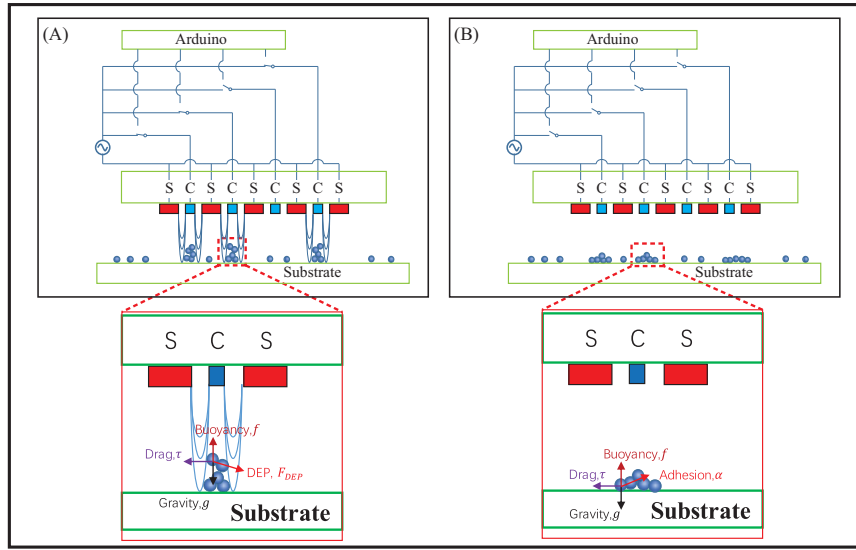 (A)
Arduino
S C S C S C S C S
Substrate
S C S
Buoyancy,f
Drag,τ
DEP, F_DEP
Gravity,g
Substrate
(B)
Arduino
S C S C S C S C S
Substrate
S C S
Buoyancy,f
Drag,τ
Adhesion,α
Gravity,g
Substrate